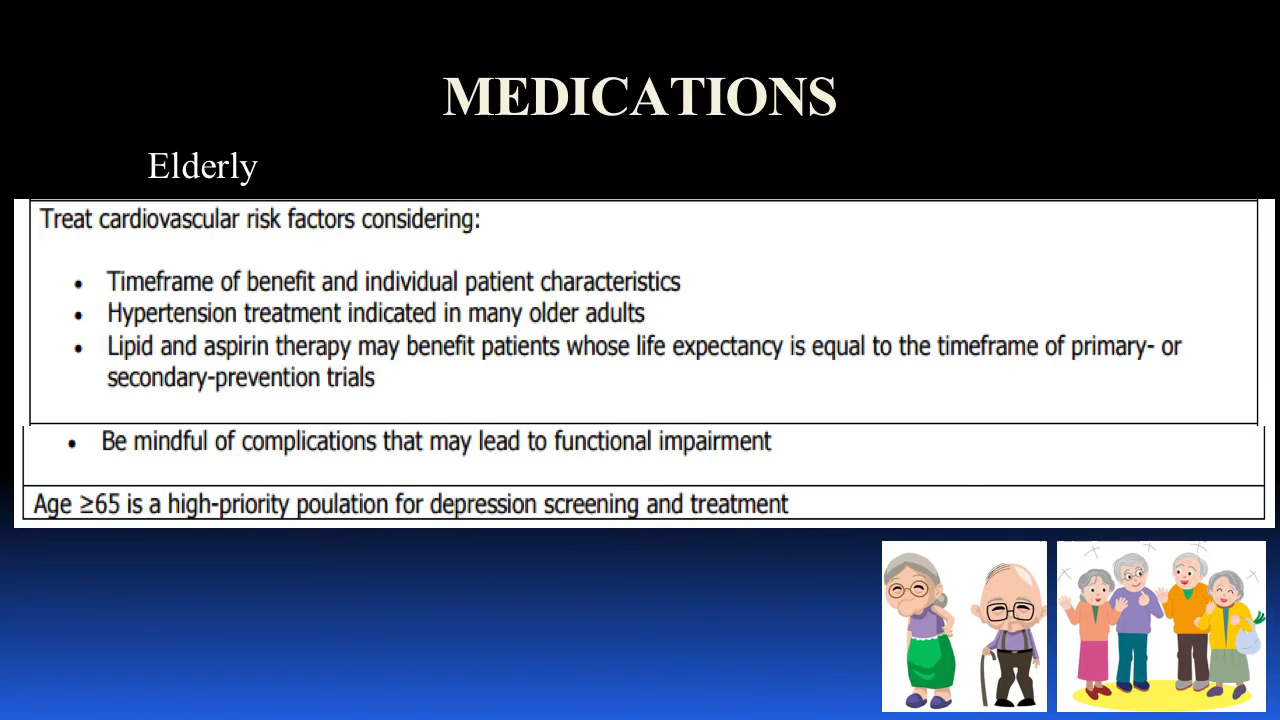 MEDICATIONS
Elderly
Treat cardiovascular risk factors considering:
• Timeframe of benefit and individual patient characteristics
• Hypertension treatment indicated in many older adults
• Lipid and aspirin therapy may benefit patients whose life expectancy is equal to the timeframe of primary- or
secondary-prevention trials
• Be mindful of complications that may lead to functional impairment
Age ≥65 is a high-priority poulation for depression screening and treatment